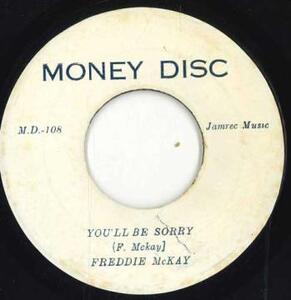 MONEY DISC
M.D.-108
Jamrec Music
YOU'LL BE SORRY
(F. Mckay]
FREDDIE McKAY